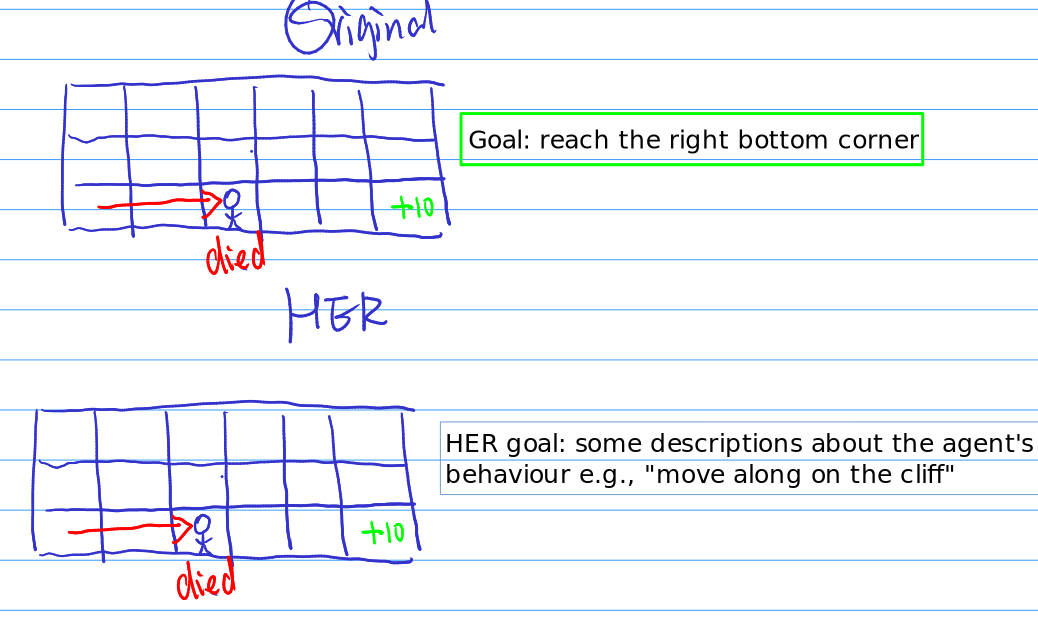 Original
Goal: reach the right bottom corner
+10
died
HER
HER goal: some descriptions about the agent's
behaviour e.g., "move along on the cliff"
+10
died